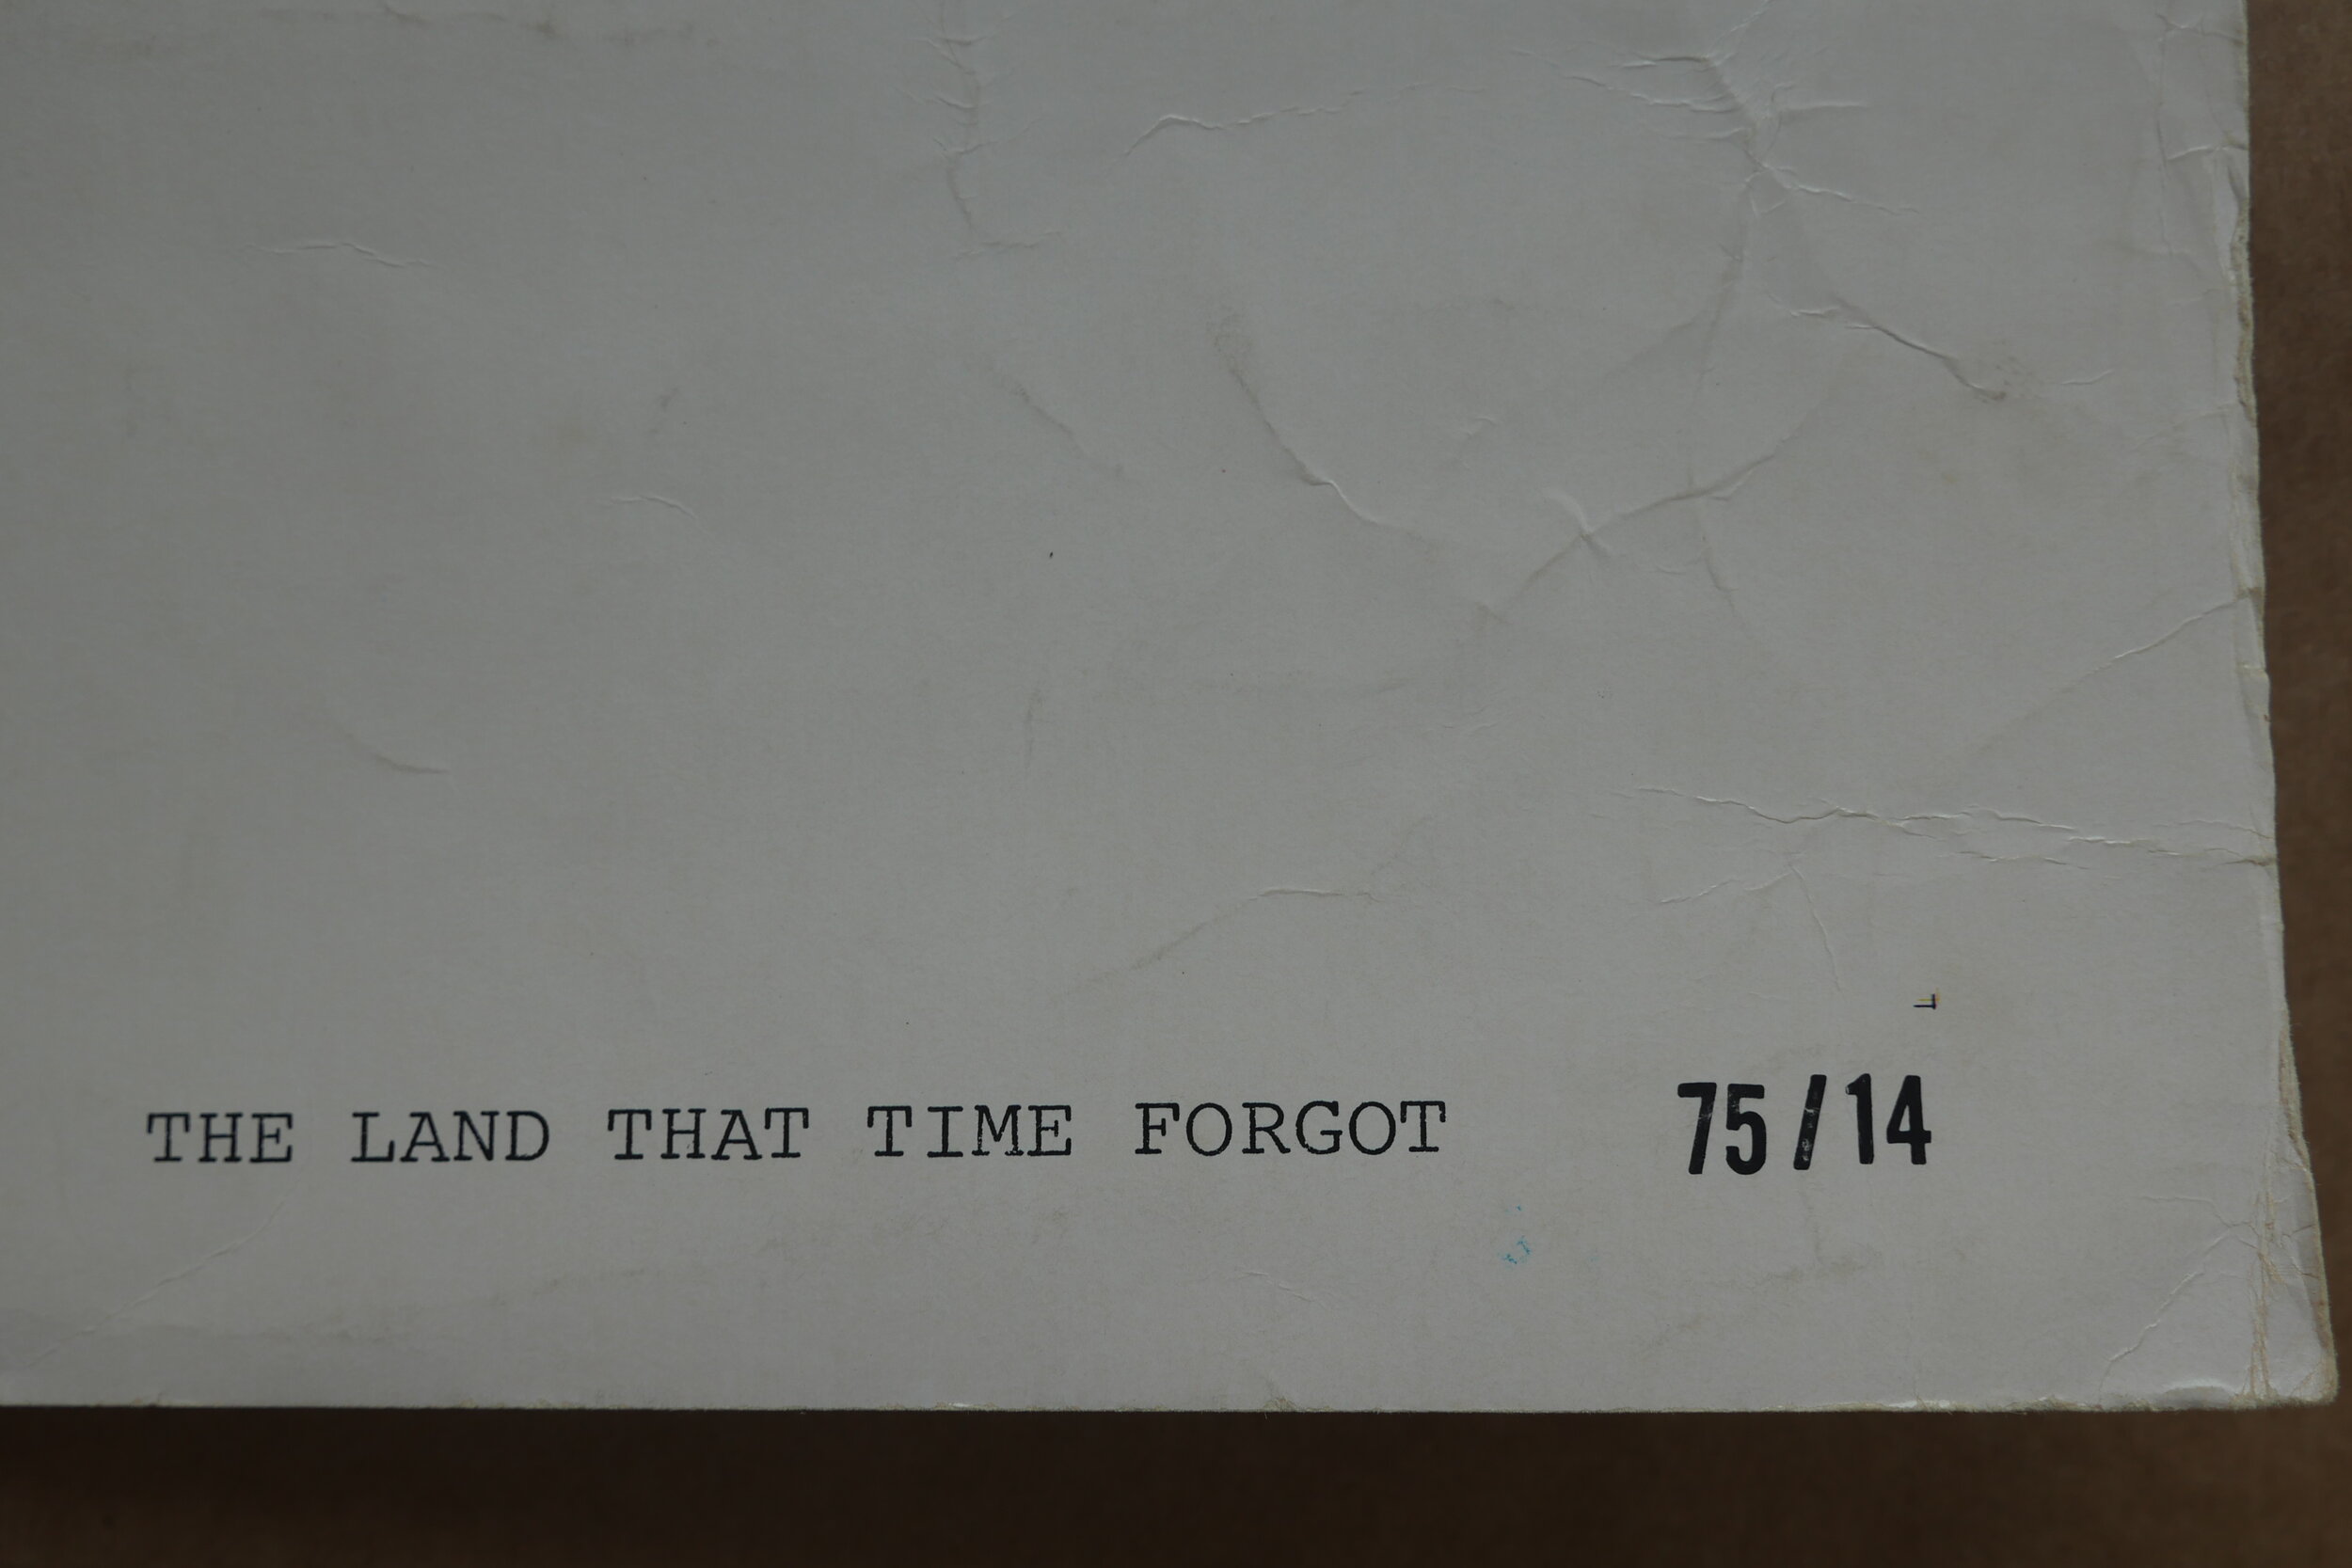 THE LAND THAT TIME FORGOT 75/14